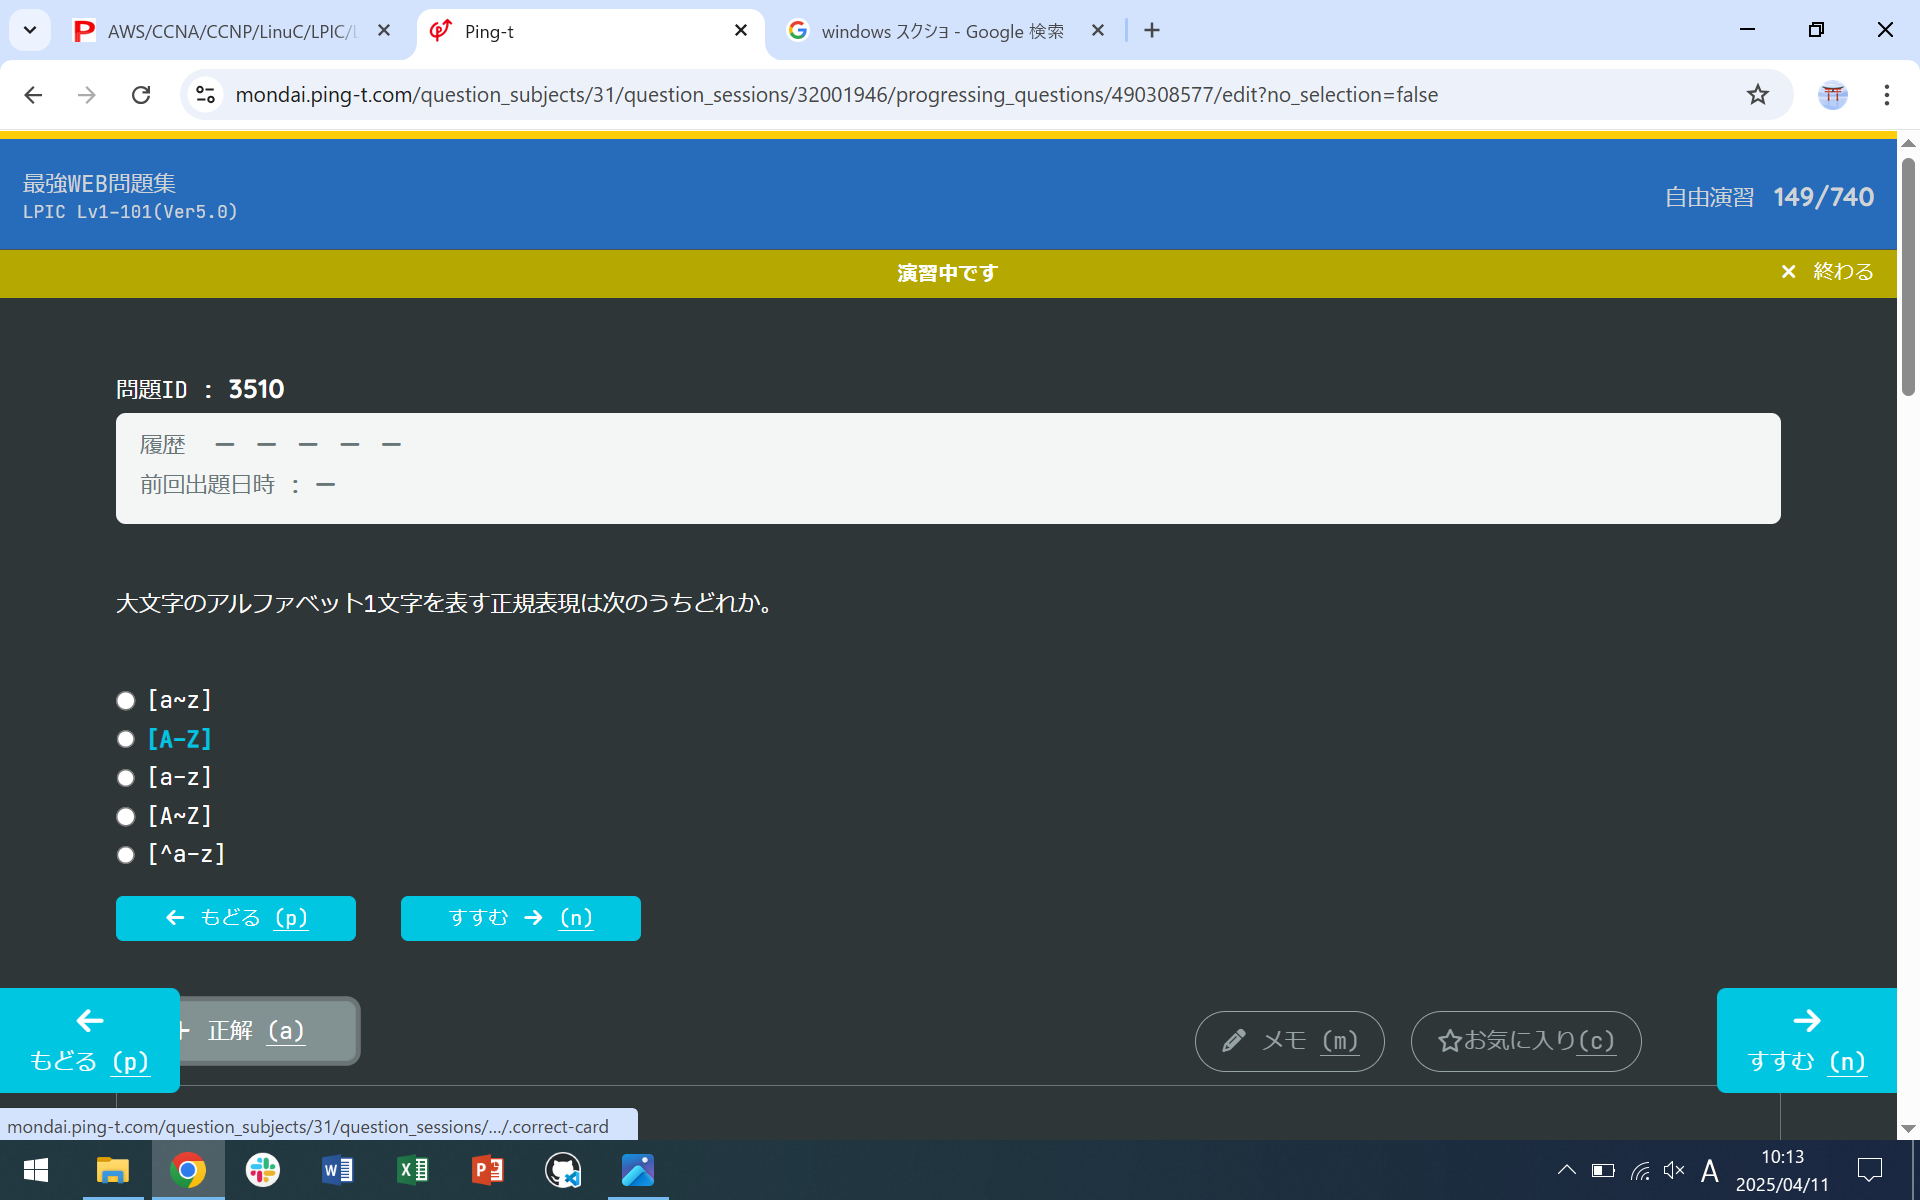 AWS/CCNA/CCNP/LinuC/LPIC/
Ping-t
windows スクショ - Google 検索
mondai.ping-t.com/question_subjects/31/question_sessions/32001946/progressing_questions/490308577/edit?no_selection=false
最強WEB問題集
LPIC Lv1-101(Ver5.0)
自由演習 149/740
演習中です
× 終わる
問題ID : 3510
履歴 ー ー ー ー ー
前回出題日時 : ー
大文字のアルファベット1文字を表す正規表現は次のうちどれか。
[a~z]
[A-Z]
[a-z]
[A~Z]
[^a-z]
← もどる (p)
すすむ → (n)
正解 (a)
メモ (m)
☆お気に入り(c)
← もどる (p)
→ すすむ (n)
mondai.ping-t.com/question_subjects/31/question_sessions/.../.correct-card
A
10:13
2025/04/11